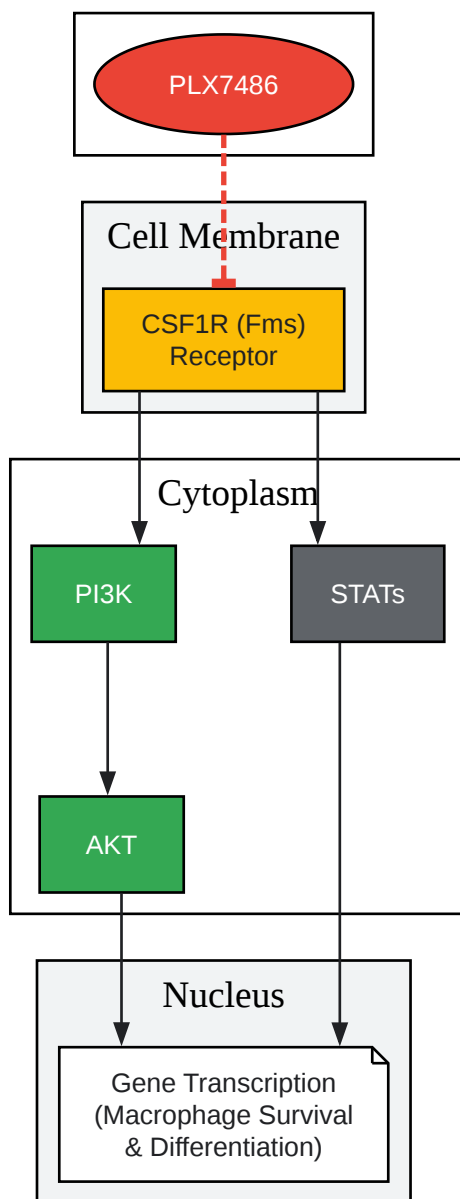 PLX7486
Cell Membrane
CSF1R (Fms)
Receptor
Cytoplasm
PI3K
STATs
AKT
Nucleus
Gene Transcription
(Macrophage Survival
& Differentiation)